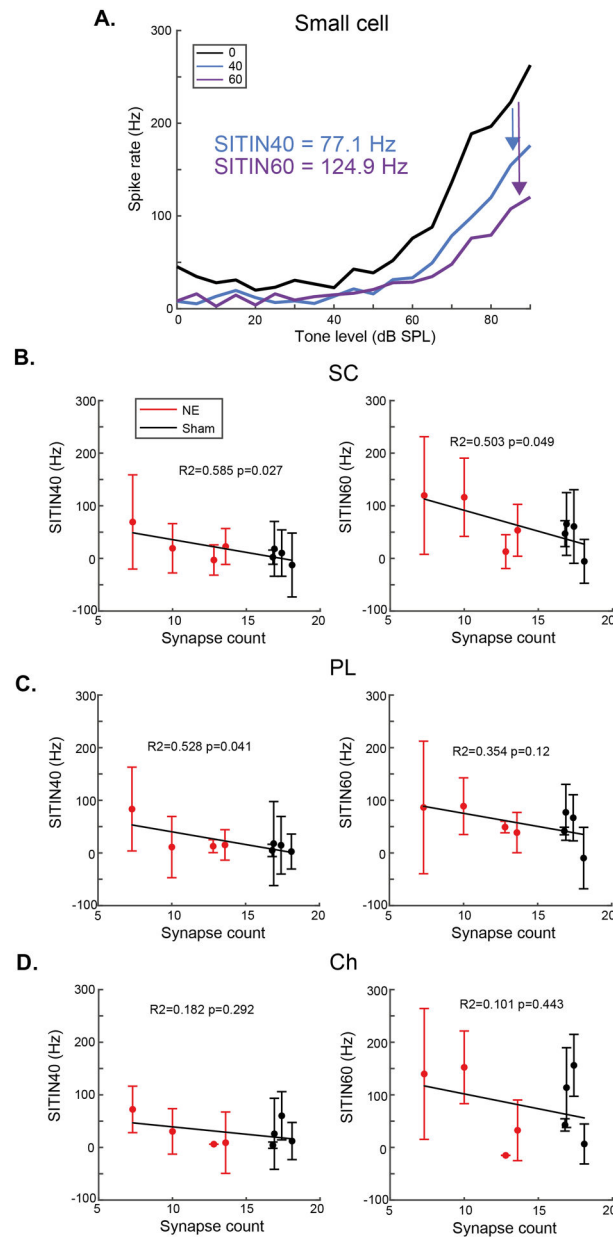 A.
Small cell
300
0
40
60
SITIN40 = 77.1 Hz
SITIN60 = 124.9 Hz
Spike rate (Hz)
200
100
0
0
20
40
60
80
Tone level (dB SPL)
B.
SC
300
NE
Sham
R2=0.585 p=0.027
SITIN40 (Hz)
200
100
0
-100
5
10
15
20
Synapse count
300
R2=0.503 p=0.049
SITIN60 (Hz)
200
100
0
-100
5
10
15
20
Synapse count
C.
PL
300
R2=0.528 p=0.041
SITIN40 (Hz)
200
100
0
-100
5
10
15
20
Synapse count
300
R2=0.354 p=0.12
SITIN60 (Hz)
200
100
0
-100
5
10
15
20
Synapse count
D.
Ch
300
R2=0.182 p=0.292
SITIN40 (Hz)
200
100
0
-100
5
10
15
20
Synapse count
300
R2=0.101 p=0.443
SITIN60 (Hz)
200
100
0
-100
5
10
15
20
Synapse count